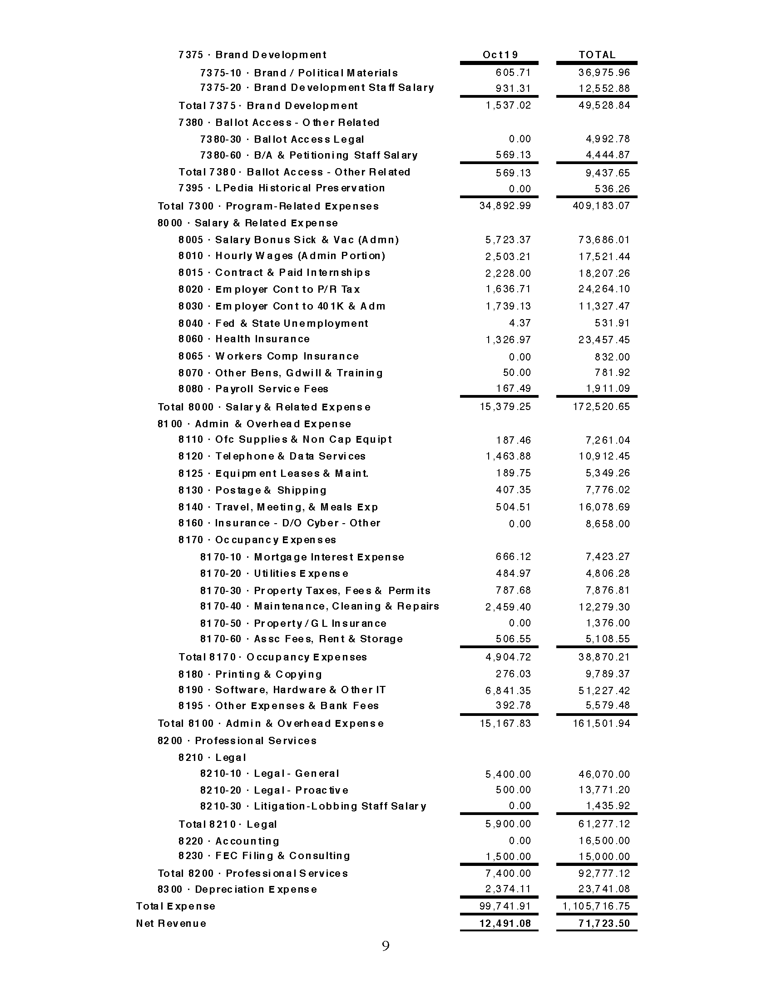 7375 · Brand Development Oct 19 TOTAL
7375-10 · Brand / Political Materials 605.71 36,975.96
7375-20 · Brand Development Staff Salary 931.31 12,552.88
Total 7375 · Brand Development 1,537.02 49,528.84
7380 · Ballot Access - Other Related
7380-30 · Ballot Access Legal 0.00 4,992.78
7380-60 · B/A & Petitioning Staff Salary 569.13 4,444.87
Total 7380 · Ballot Access - Other Related 569.13 9,437.65
7395 · LPedia Historical Preservation 0.00 536.26
Total 7300 · Program-Related Expenses 34,892.99 409,183.07
8000 · Salary & Related Expense
8005 · Salary Bonus Sick & Vac (Admn) 5,723.37 73,686.01
8010 · Hourly Wages (Admin Portion) 2,503.21 17,521.44
8015 · Contract & Paid Internships 2,228.00 18,207.26
8020 · Employer Cont to P/R Tax 1,636.71 24,264.10
8030 · Employer Cont to 401K & Adm 1,739.13 11,327.47
8040 · Fed & State Unemployment 4.37 531.91
8060 · Health Insurance 1,326.97 23,457.45
8065 · Workers Comp Insurance 0.00 832.00
8070 · Other Bens, Gdwill & Training 50.00 781.92
8080 · Payroll Service Fees 167.49 1,911.09
Total 8000 · Salary & Related Expense 15,379.25 172,520.65
8100 · Admin & Overhead Expense
8110 · Ofc Supplies & Non Cap Equipt 187.46 7,261.04
8120 · Telephone & Data Services 1,463.88 10,912.45
8125 · Equipment Leases & Maint. 189.75 5,349.26
8130 · Postage & Shipping 407.35 7,776.02
8140 · Travel, Meeting, & Meals Exp 504.51 16,078.69
8160 · Insurance - D/O Cyber - Other 0.00 8,658.00
8170 · Occupancy Expenses
8170-10 · Mortgage Interest Expense 666.12 7,423.27
8170-20 · Utilities Expense 484.97 4,806.28
8170-30 · Property Taxes, Fees & Permits 787.68 7,876.81
8170-40 · Maintenance, Cleaning & Repairs 2,459.40 12,279.30
8170-50 · Property / GL Insurance 0.00 1,376.00
8170-60 · Assc Fees, Rent & Storage 506.55 5,108.55
Total 8170 · Occupancy Expenses 4,904.72 38,870.21
8180 · Printing & Copying 276.03 9,789.37
8190 · Software, Hardware & Other IT 6,841.35 51,227.42
8195 · Other Expenses & Bank Fees 392.78 5,579.48
Total 8100 · Admin & Overhead Expense 15,167.83 161,501.94
8200 · Professional Services
8210 · Legal
8210-10 · Legal - General 5,400.00 46,070.00
8210-20 · Legal - Proactive 500.00 13,771.20
8210-30 · Litigation-Lobbing Staff Salary 0.00 1,435.92
Total 8210 · Legal 5,900.00 61,277.12
8220 · Accounting 0.00 16,500.00
8230 · FEC Filing & Consulting 1,500.00 15,000.00
Total 8200 · Professional Services 7,400.00 92,777.12
8300 · Depreciation Expense 2,374.11 23,741.08
Total Expense 99,741.91 1,105,716.75
Net Revenue 12,491.08 71,723.50
9